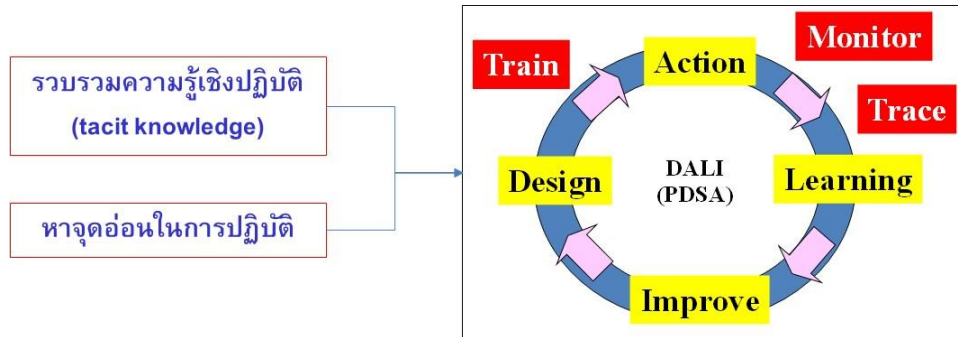 รวบรวมความรู้เชิงปฏิบัติ
(tacit knowledge)
หาจุดอ่อนในการปฏิบัติ
Train
Action
Monitor
Trace
Design
DALI
(PDSA)
Learning
Improve